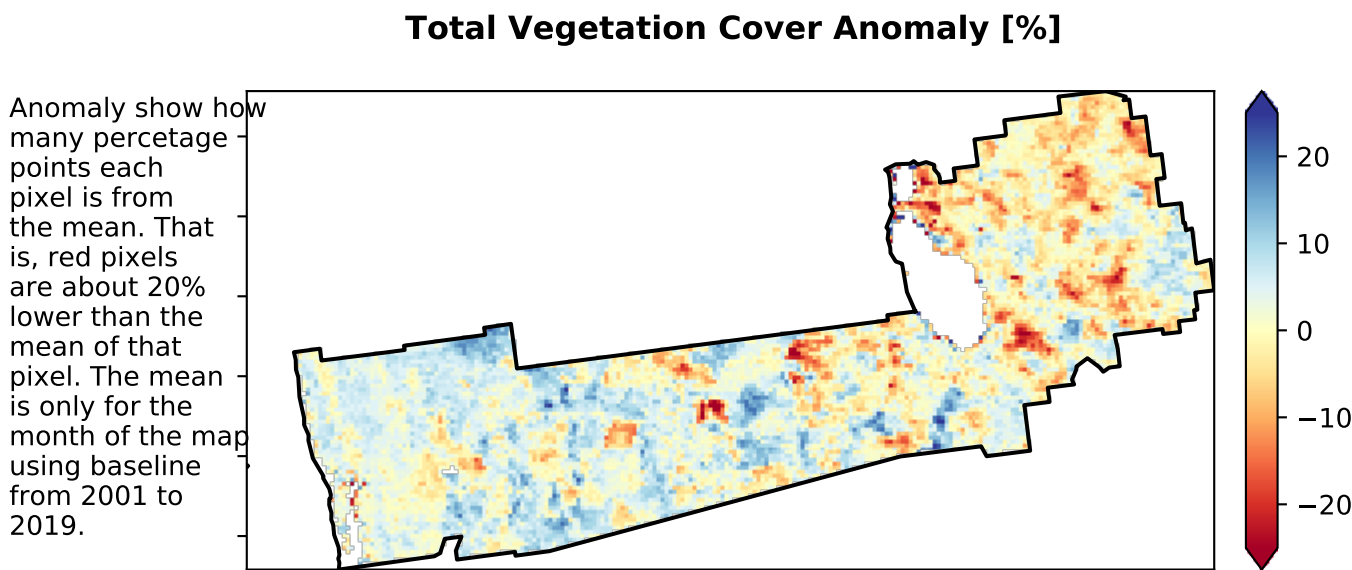 Total Vegetation Cover Anomaly [%]
Anomaly show how
many percetage
points each
pixel is from
the mean. That
is, red pixels
are about 20%
lower than the
mean of that
pixel. The mean
is only for the
month of the map
using baseline
from 2001 to
2019.
20
10
0
−10
−20